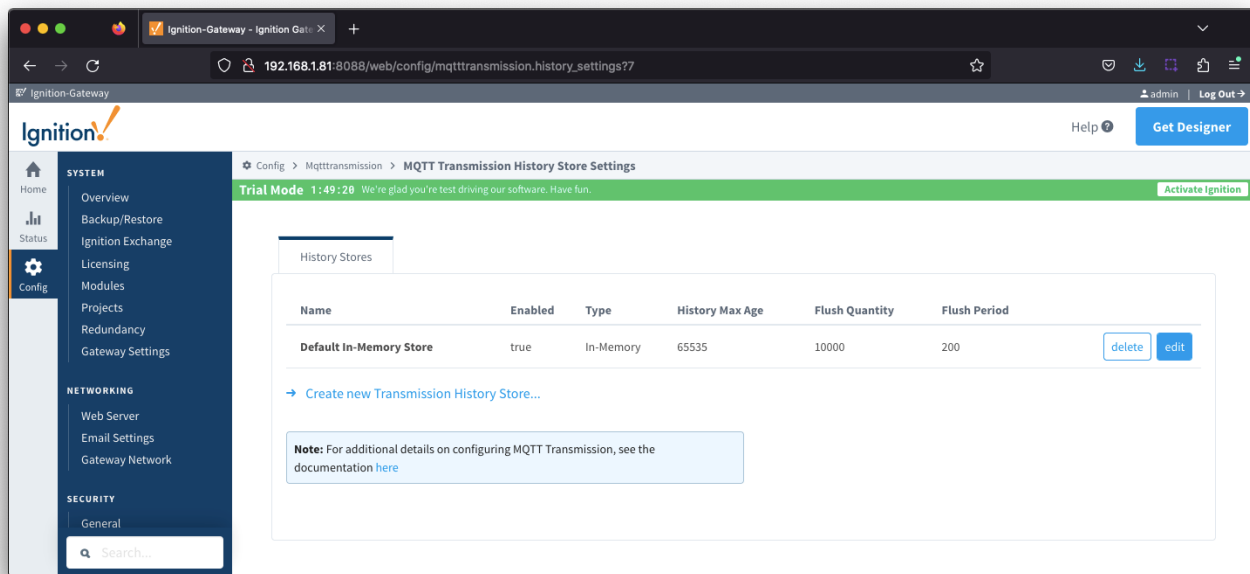 Ignition-Gateway - Ignition Gate
192.168.1.81:8088/web/config/mqtttransmission.history_settings?7
Ignition-Gateway
admin | Log Out
Ignition!
Help
Get Designer
Home
Status
Config
SYSTEM
Overview
Backup/Restore
Ignition Exchange
Licensing
Modules
Projects
Redundancy
Gateway Settings
NETWORKING
Web Server
Email Settings
Gateway Network
SECURITY
General
Search...
Config > Mqtttransmission > MQTT Transmission History Store Settings
Trial Mode 1:49:20 We're glad you're test driving our software. Have fun.
Activate Ignition
History Stores
Name Enabled Type History Max Age Flush Quantity Flush Period
Default In-Memory Store true In-Memory 65535 10000 200 delete edit
→ Create new Transmission History Store...
Note: For additional details on configuring MQTT Transmission, see the
documentation here